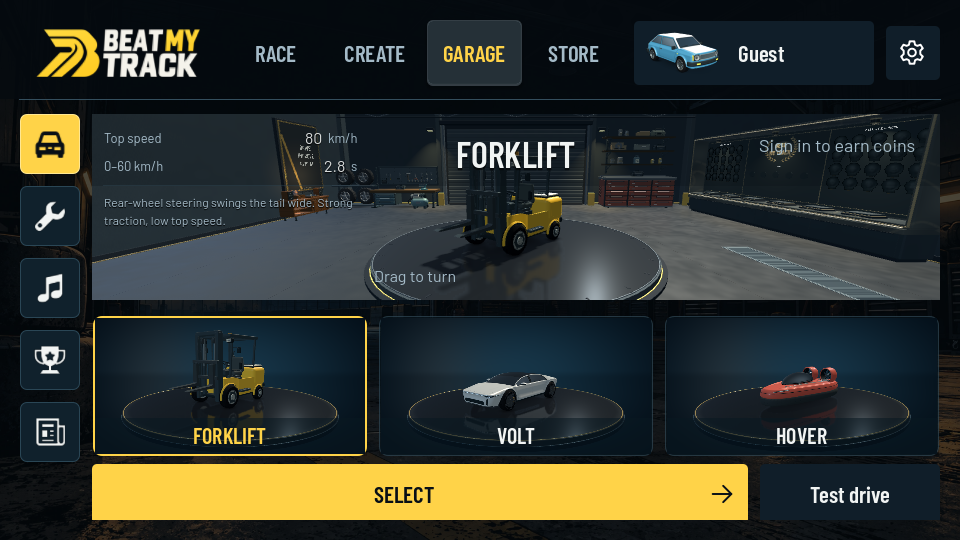 BEATMY
TRACK
RACE
CREATE
GARAGE
STORE
Guest
Top speed 80 km/h
0-60 km/h 2.8 s
Rear-wheel steering swings the tail wide. Strong
traction, low top speed.
FORKLIFT
Sign in to earn coins
Drag to turn
FORKLIFT
VOLT
HOVER
SELECT
Test drive